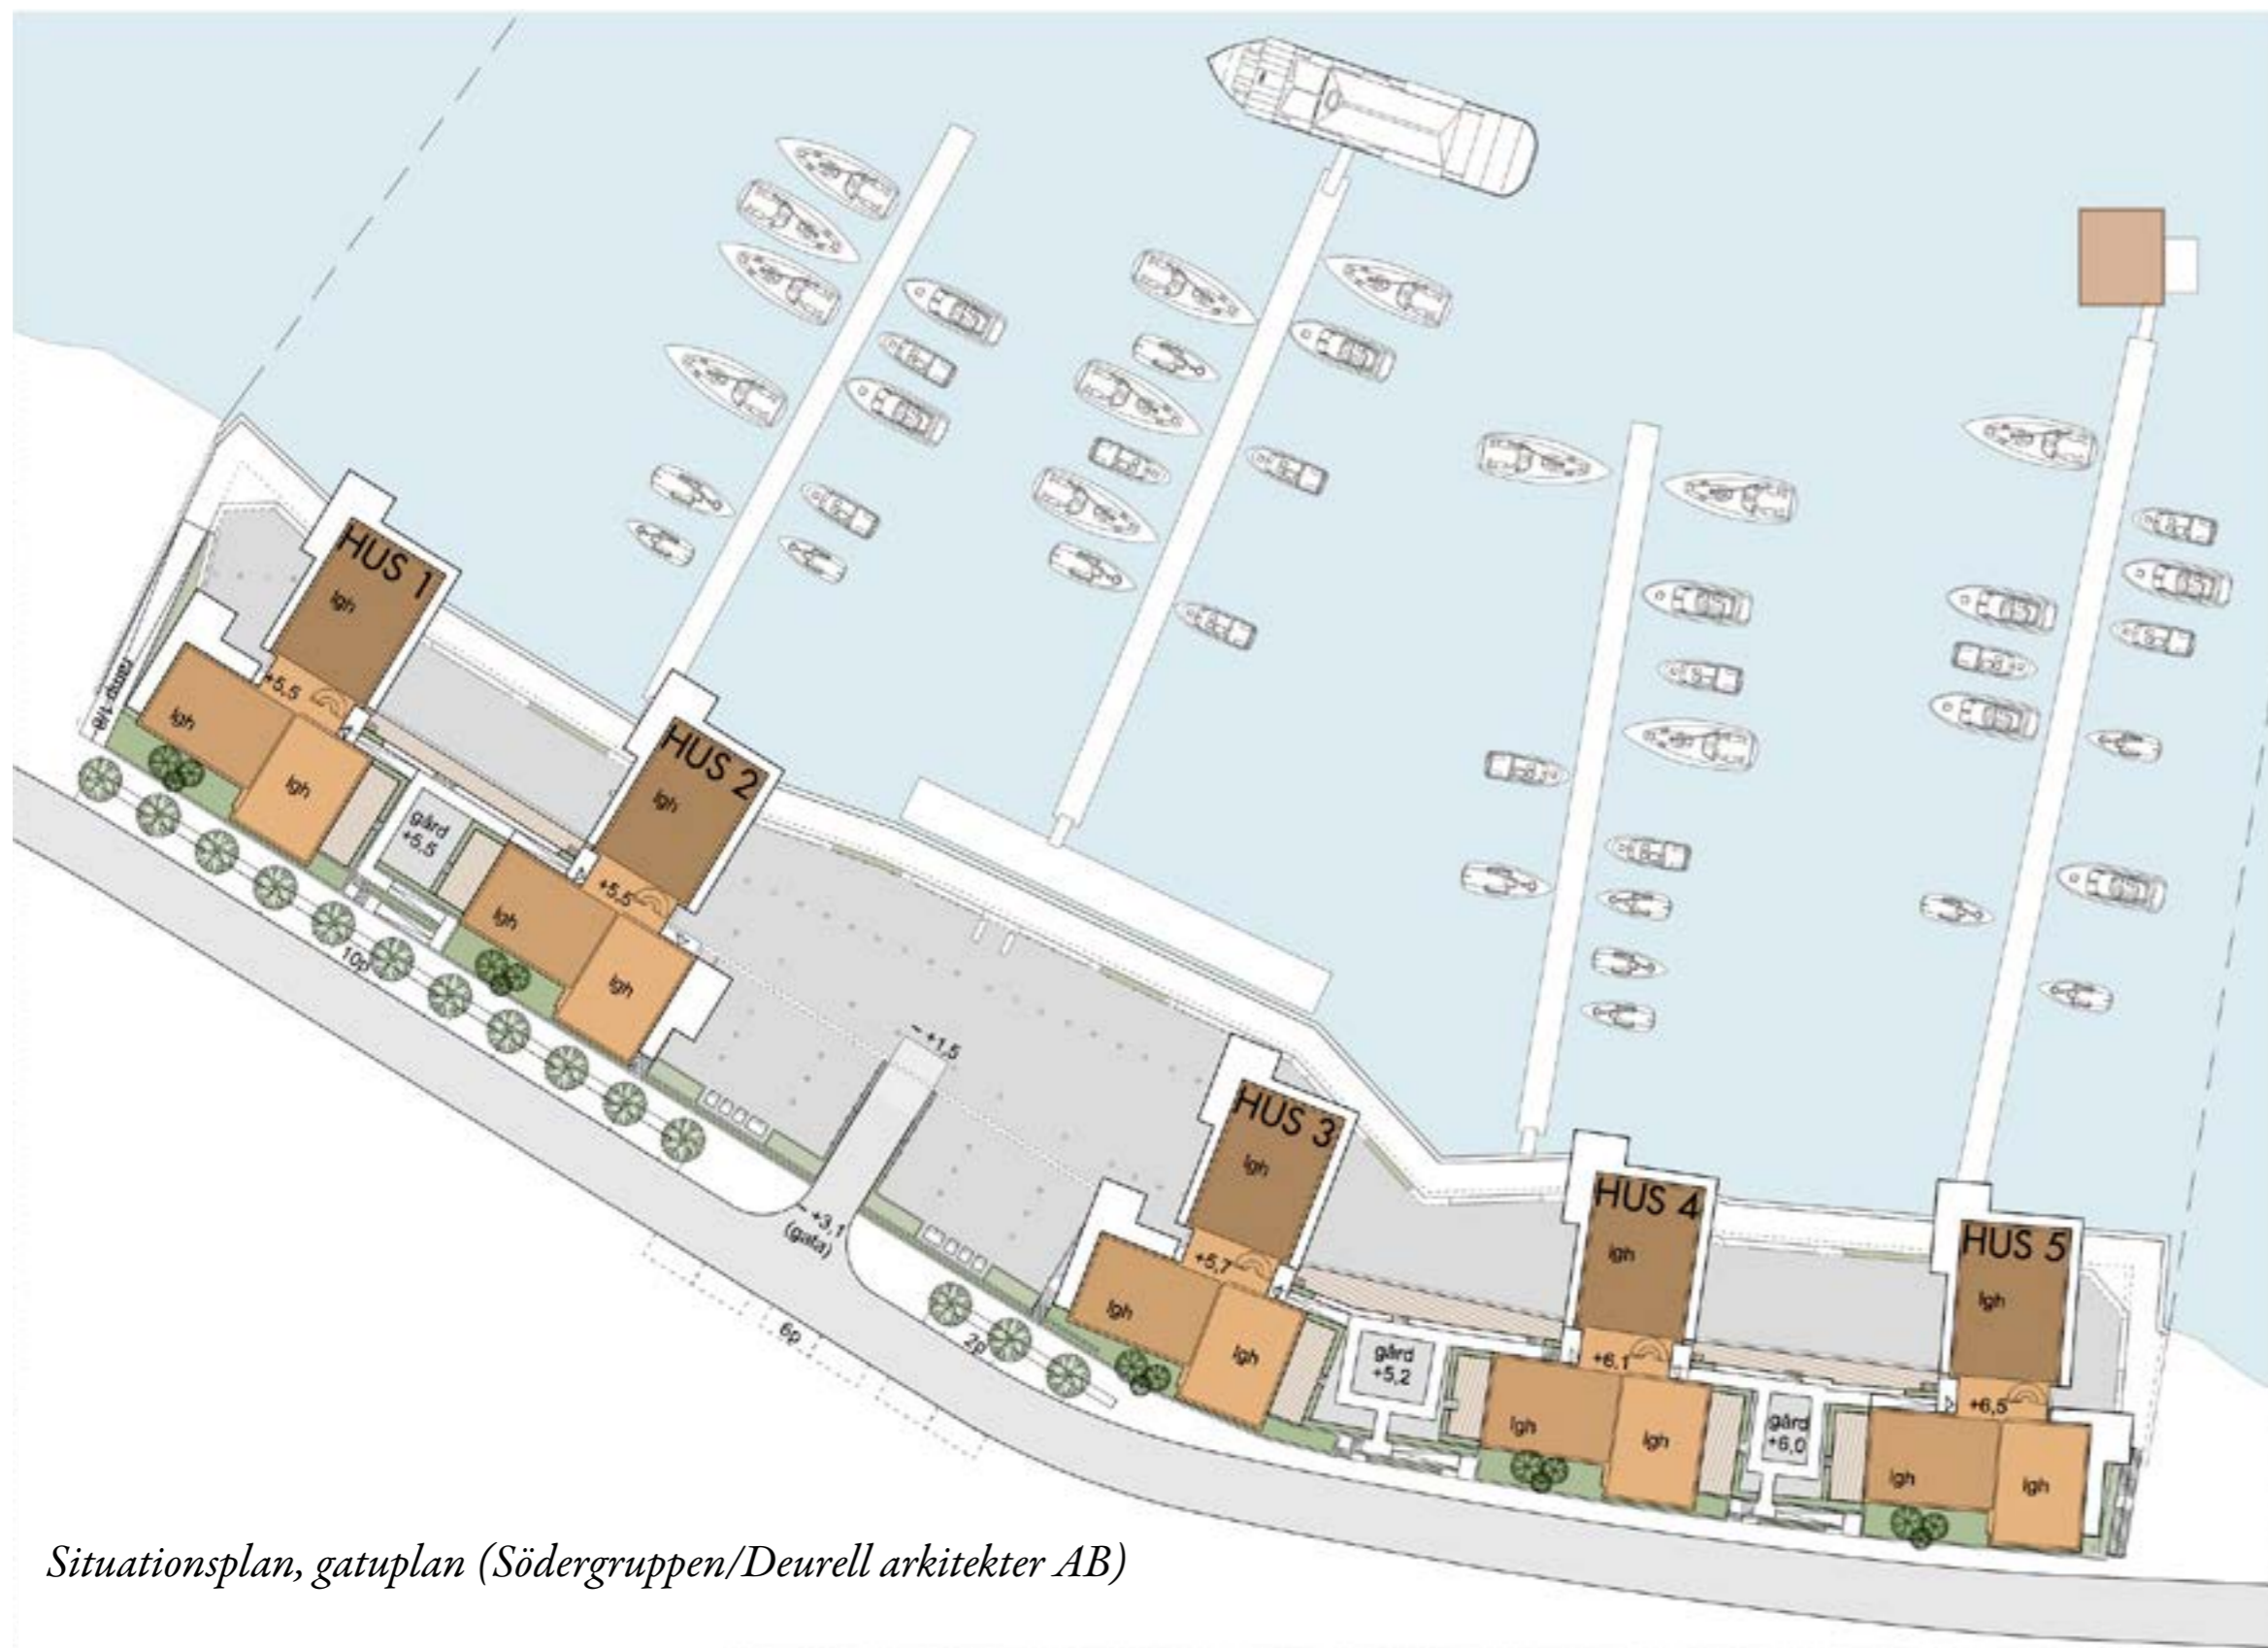 HUS 1
lgh
+5,5
lgh
lgh
ramp 1/8
gård
+5,5
HUS 2
lgh
+5,5
lgh
lgh
10p
~ +1,5
~ +3,1
(gata)
6p
2p
HUS 3
lgh
+5,7
lgh
lgh
gård
+5,2
HUS 4
lgh
+6,1
lgh
lgh
gård
+6,0
HUS 5
lgh
+6,5
lgh
lgh
Situationsplan, gatuplan (Södergruppen/Deurell arkitekter AB)